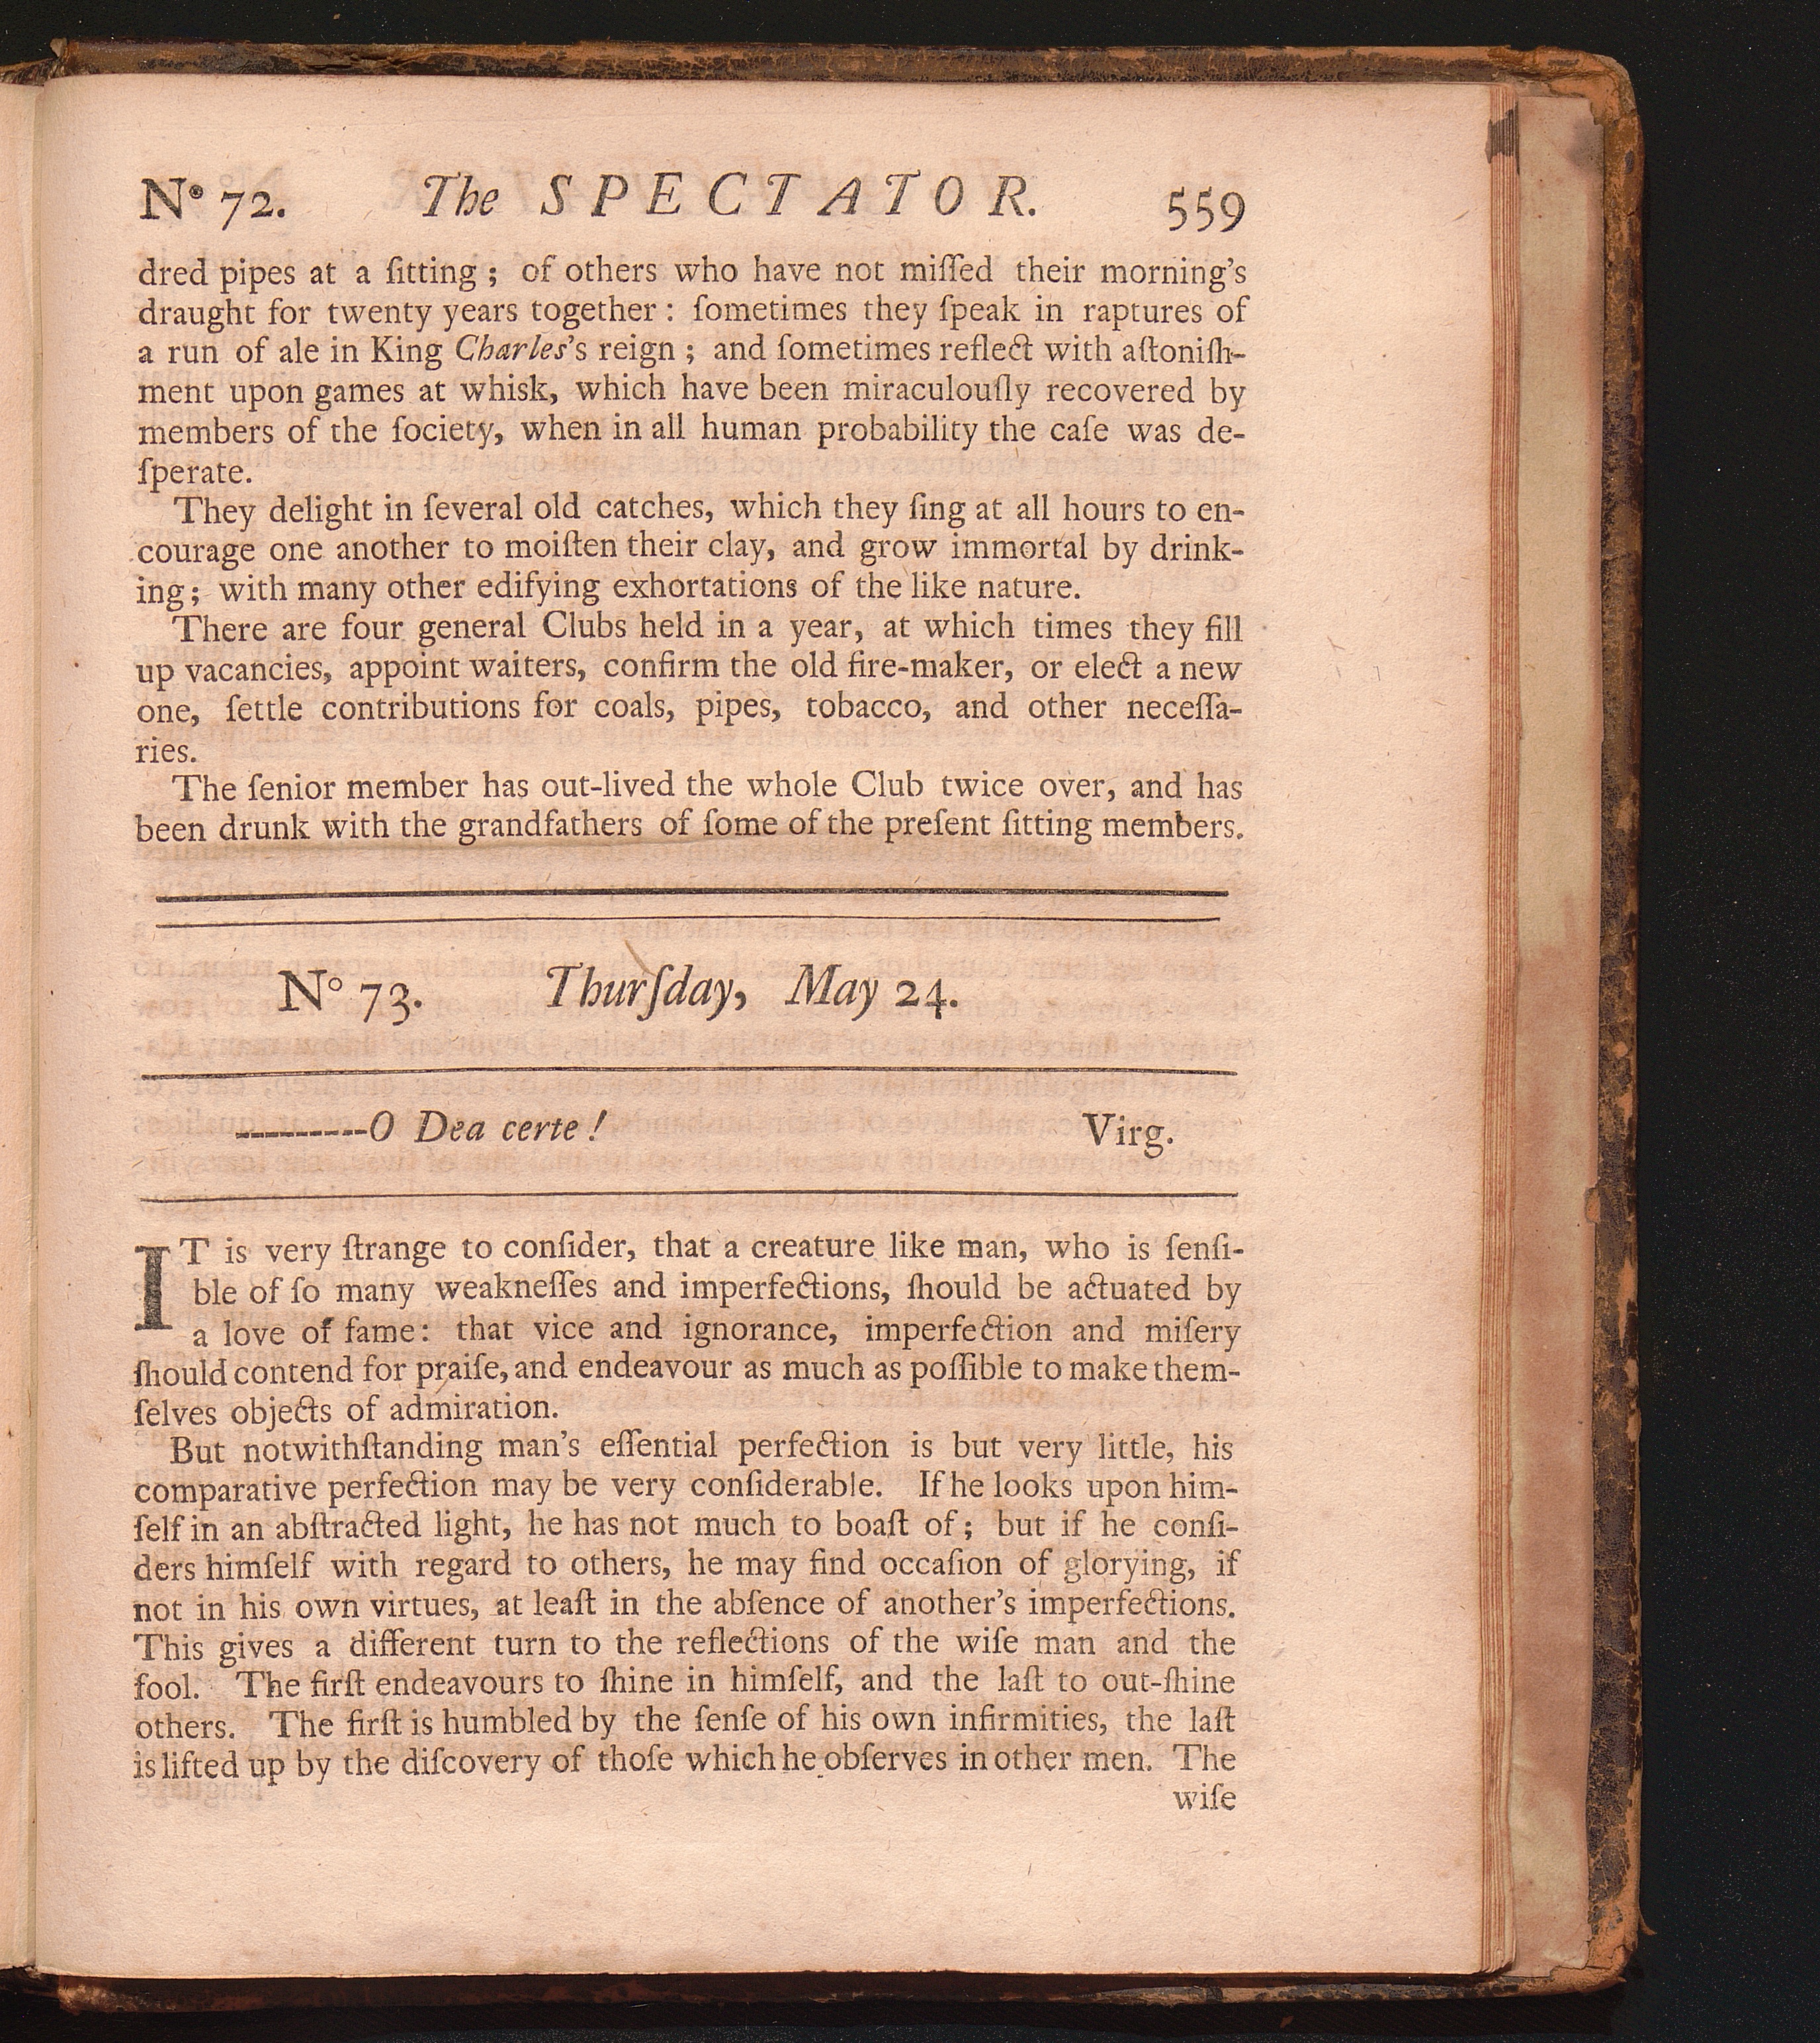 Nº 72. The SPECTATOR. 559
dred pipes at a ſitting; of others who have not miſſed their morning's
draught for twenty years together: ſometimes they ſpeak in raptures of
a run of ale in King Charles's reign; and ſometimes reflect with aſtoniſh-
ment upon games at whisk, which have been miraculouſly recovered by
members of the ſociety, when in all human probability the caſe was de-
ſperate.
They delight in ſeveral old catches, which they ſing at all hours to en-
courage one another to moiſten their clay, and grow immortal by drink-
ing; with many other edifying exhortations of the like nature.
There are four general Clubs held in a year, at which times they fill
up vacancies, appoint waiters, confirm the old fire-maker, or elect a new
one, ſettle contributions for coals, pipes, tobacco, and other neceſſa-
ries.
The ſenior member has out-lived the whole Club twice over, and has
been drunk with the grandfathers of ſome of the preſent ſitting members.
Nº 73. Thurſday, May 24.
---------O Dea certe! Virg.
IT is very ſtrange to conſider, that a creature like man, who is ſenſi-
ble of ſo many weakneſſes and imperfections, ſhould be actuated by
a love of fame: that vice and ignorance, imperfection and miſery
ſhould contend for praiſe, and endeavour as much as poſſible to make them-
ſelves objects of admiration.
But notwithſtanding man's eſſential perfection is but very little, his
comparative perfection may be very conſiderable. If he looks upon him-
ſelf in an abſtracted light, he has not much to boaſt of; but if he conſi-
ders himſelf with regard to others, he may find occaſion of glorying, if
not in his own virtues, at leaſt in the abſence of another's imperfections.
This gives a different turn to the reflections of the wiſe man and the
fool. The firſt endeavours to ſhine in himſelf, and the laſt to out-ſhine
others. The firſt is humbled by the ſenſe of his own infirmities, the laſt
is lifted up by the diſcovery of thoſe which he obſerves in other men. The
wiſe